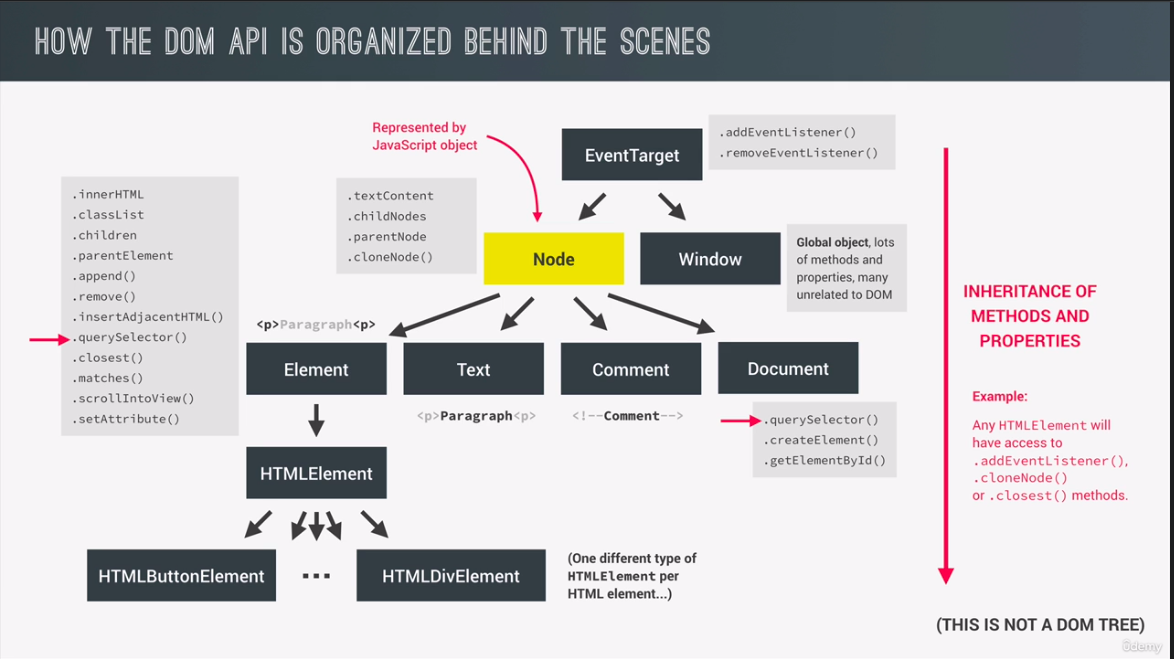 HOW THE DOM API IS ORGANIZED BEHIND THE SCENES
Represented by
JavaScript object
EventTarget
.addEventListener()
.removeEventListener()
.innerHTML
.classList
.children
.parentElement
.append()
.remove()
.insertAdjacentHTML()
.querySelector()
.closest()
.matches()
.scrollIntoView()
.setAttribute()
.textContent
.childNodes
.parentNode
.cloneNode()
Node
Window
Global object, lots
of methods and
properties, many
unrelated to DOM
<p>Paragraph<p>
Element
Text
Comment
Document
<p>Paragraph<p>
<!--Comment-->
.querySelector()
.createElement()
.getElementById()
HTMLElement
HTMLButtonElement
...
HTMLDivElement
(One different type of
HTMLElement per
HTML element...)
INHERITANCE OF
METHODS AND
PROPERTIES
Example:
Any HTMLElement will
have access to
.addEventListener(),
.cloneNode()
or .closest() methods.
(THIS IS NOT A DOM TREE)
ûdemy